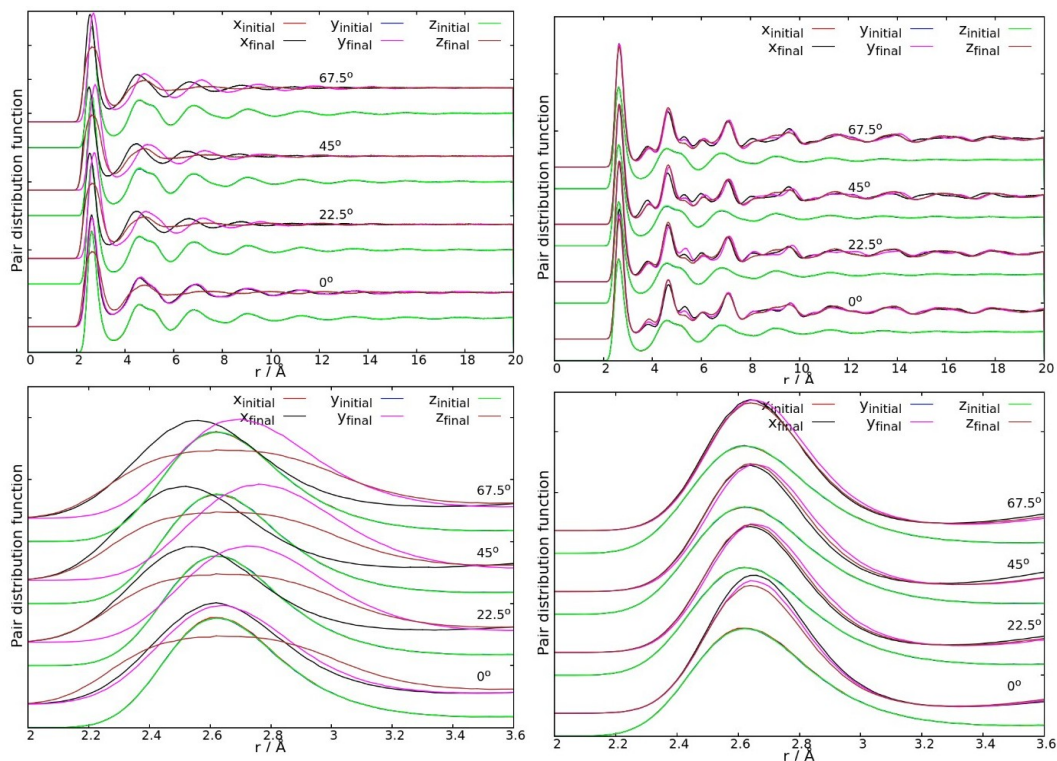 x_initial y_initial z_initial
x_final y_final z_final
67.5°
45°
22.5°
0°
Pair distribution function
0 2 4 6 8 10 12 14 16 18 20
r / Å
x_initial y_initial z_initial
x_final y_final z_final
67.5°
45°
22.5°
0°
Pair distribution function
0 2 4 6 8 10 12 14 16 18 20
r / Å
x_initial y_initial z_initial
x_final y_final z_final
67.5°
45°
22.5°
0°
Pair distribution function
2 2.2 2.4 2.6 2.8 3 3.2 3.4 3.6
r / Å
x_initial y_initial z_initial
x_final y_final z_final
67.5°
45°
22.5°
0°
Pair distribution function
2 2.2 2.4 2.6 2.8 3 3.2 3.4 3.6
r / Å